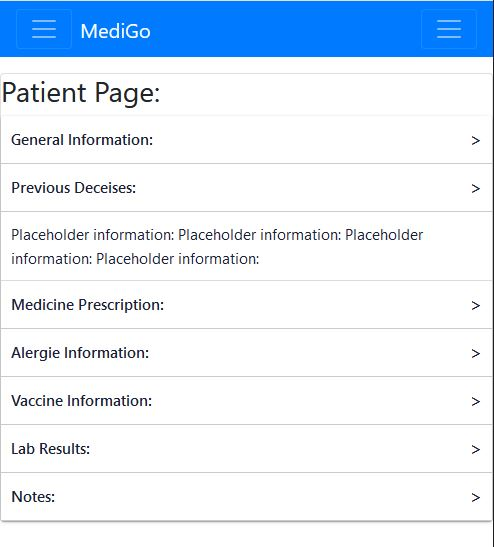 MediGo
Patient Page:
General Information: >
Previous Deceises: >
Placeholder information: Placeholder information: Placeholder
information: Placeholder information:
Medicine Prescription: >
Alergie Information: >
Vaccine Information: >
Lab Results: >
Notes: >